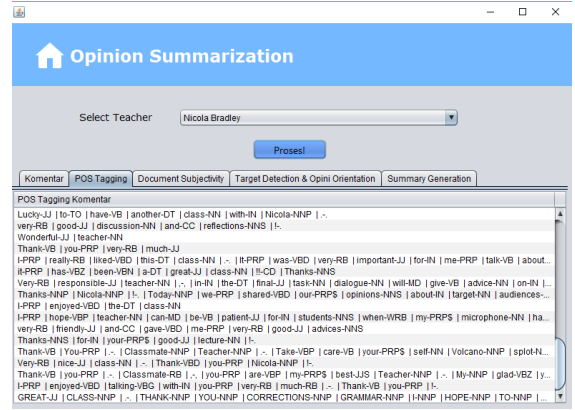 Opinion Summarization
Select Teacher
Nicola Bradley
Proses!
Komentar POS Tagging Document Subjectivity Target Detection & Opini Orientation Summary Generation
POS Tagging Komentar
Lucky-JJ | to-TO | have-VB | another-DT | class-NN | with-IN | Nicola-NNP | .-.
very-RB | good-JJ | discussion-NN | and-CC | reflections-NNS | !-.
Wonderful-JJ | teacher-NN
Thank-VB | you-PRP | very-RB | much-JJ
I-PRP | really-RB | liked-VBD | this-DT | class-NN | .-. | It-PRP | was-VBD | very-RB | important-JJ | for-IN | me-PRP | talk-VB | about...
it-PRP | has-VBZ | been-VBN | a-DT | great-JJ | class-NN | !!-CD | Thanks-NNS
Very-RB | responsible-JJ | teacher-NN | ,-, | in-IN | the-DT | final-JJ | task-NN | dialogue-NN | will-MD | give-VB | advice-NN | on-IN |...
Thanks-NNP | Nicola-NNP | !-. | Today-NNP | we-PRP | shared-VBD | our-PRP$ | opinions-NNS | about-IN | target-NN | audiences-...
I-PRP | enjoyed-VBD | the-DT | class-NN
I-PRP | hope-VBP | teacher-NN | can-MD | be-VB | patient-JJ | for-IN | students-NNS | when-WRB | my-PRP$ | microphone-NN | ha...
very-RB | friendly-JJ | and-CC | gave-VBD | me-PRP | very-RB | good-JJ | advices-NNS
Thanks-NNS | for-IN | your-PRP$ | good-JJ | lecture-NN | !-.
Thank-VB | You-PRP | .-. | Classmate-NNP | Teacher-NNP | .-. | Take-VBP | care-VB | your-PRP$ | self-NN | Volcano-NNP | splot-N...
Very-RB | nice-JJ | class-NN | .-. | Thank-VBD | you-PRP | Nicola-NNP | !-.
Thank-VB | you-PRP | .-. | Classmate-RB | ,-, | you-PRP | are-VBP | my-PRP$ | best-JJS | Teacher-NNP | .-. | My-NNP | glad-VBZ | y...
I-PRP | enjoyed-VBD | talking-VBG | with-IN | you-PRP | very-RB | much-RB | .-. | Thank-VB | you-PRP | !-.
GREAT-JJ | CLASS-NNP | .-. | THANK-NNP | YOU-NNP | CORRECTIONS-NNP | GRAMMAR-NNP | I-NNP | HOPE-NNP | TO-NNP |...